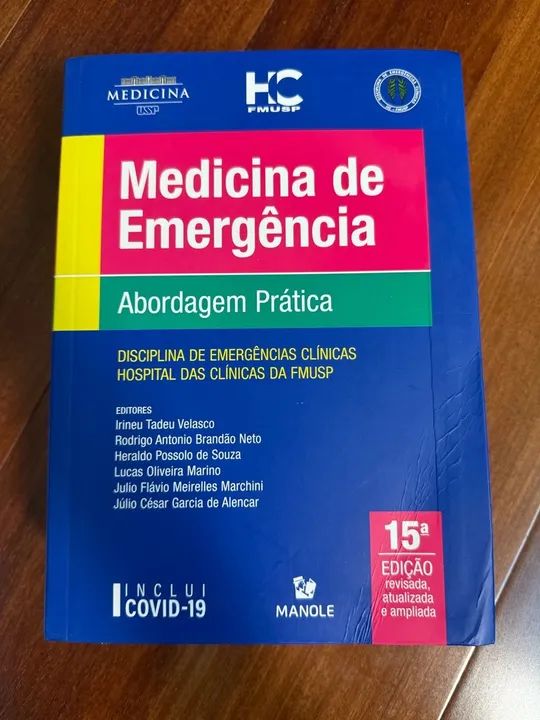 MEDICINA
USP
HC
FMUSP
Medicina de
Emergência
Abordagem Prática
DISCIPLINA DE EMERGÊNCIAS CLÍNICAS
HOSPITAL DAS CLÍNICAS DA FMUSP
EDITORES
Irineu Tadeu Velasco
Rodrigo Antonio Brandão Neto
Heraldo Possolo de Souza
Lucas Oliveira Marino
Julio Flávio Meirelles Marchini
Júlio César Garcia de Alencar
15ª
EDIÇÃO
revisada,
atualizada
e ampliada
INCLUI
COVID-19
MANOLE